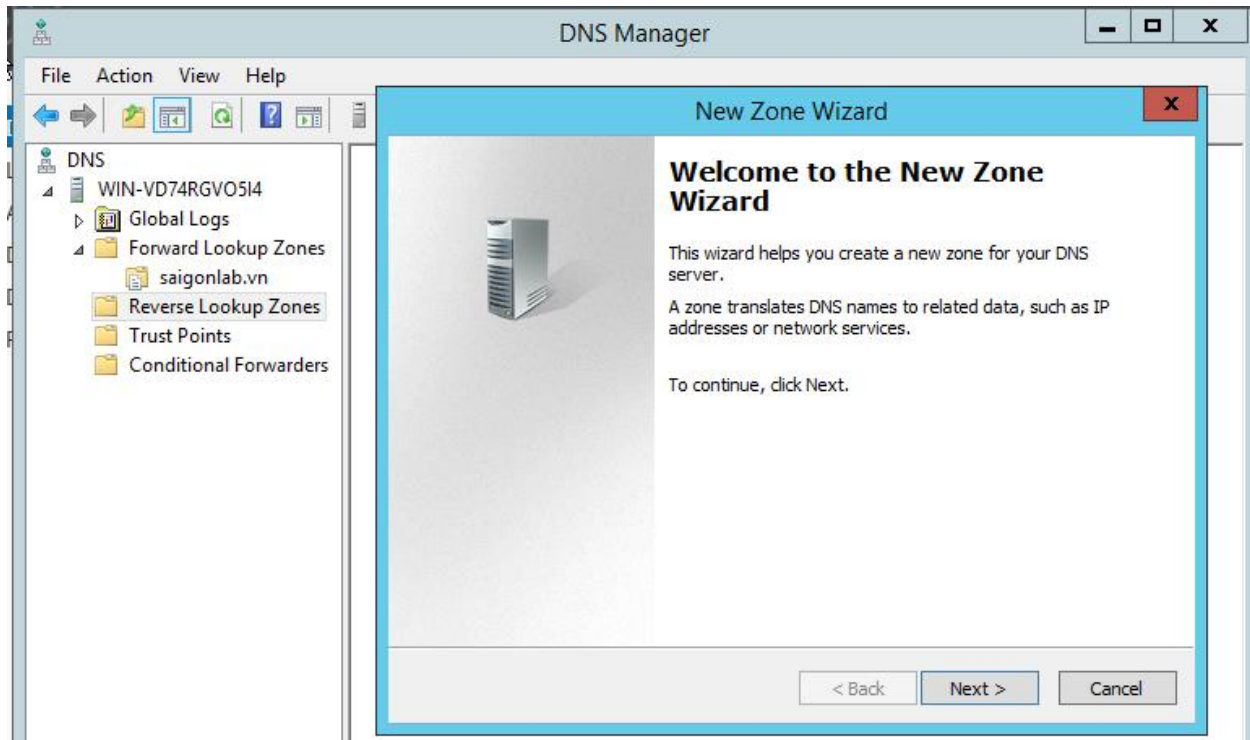 DNS Manager
File Action View Help
DNS
WIN-VD74RGVO5I4
Global Logs
Forward Lookup Zones
saigonlab.vn
Reverse Lookup Zones
Trust Points
Conditional Forwarders
New Zone Wizard
x
Welcome to the New Zone
Wizard
This wizard helps you create a new zone for your DNS
server.
A zone translates DNS names to related data, such as IP
addresses or network services.
To continue, click Next.
< Back Next > Cancel